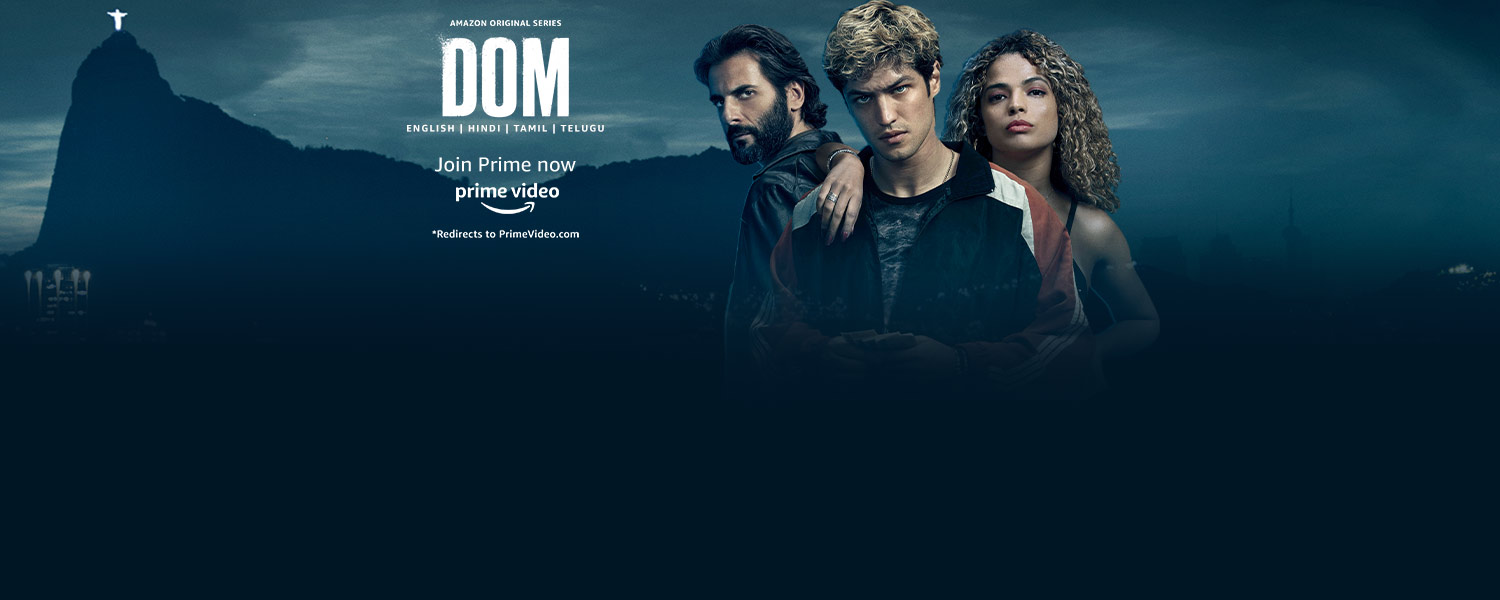 AMAZON ORIGINAL SERIES
DOM
ENGLISH | HINDI | TAMIL | TELUGU
Join Prime now
prime video
*Redirects to PrimeVideo.com